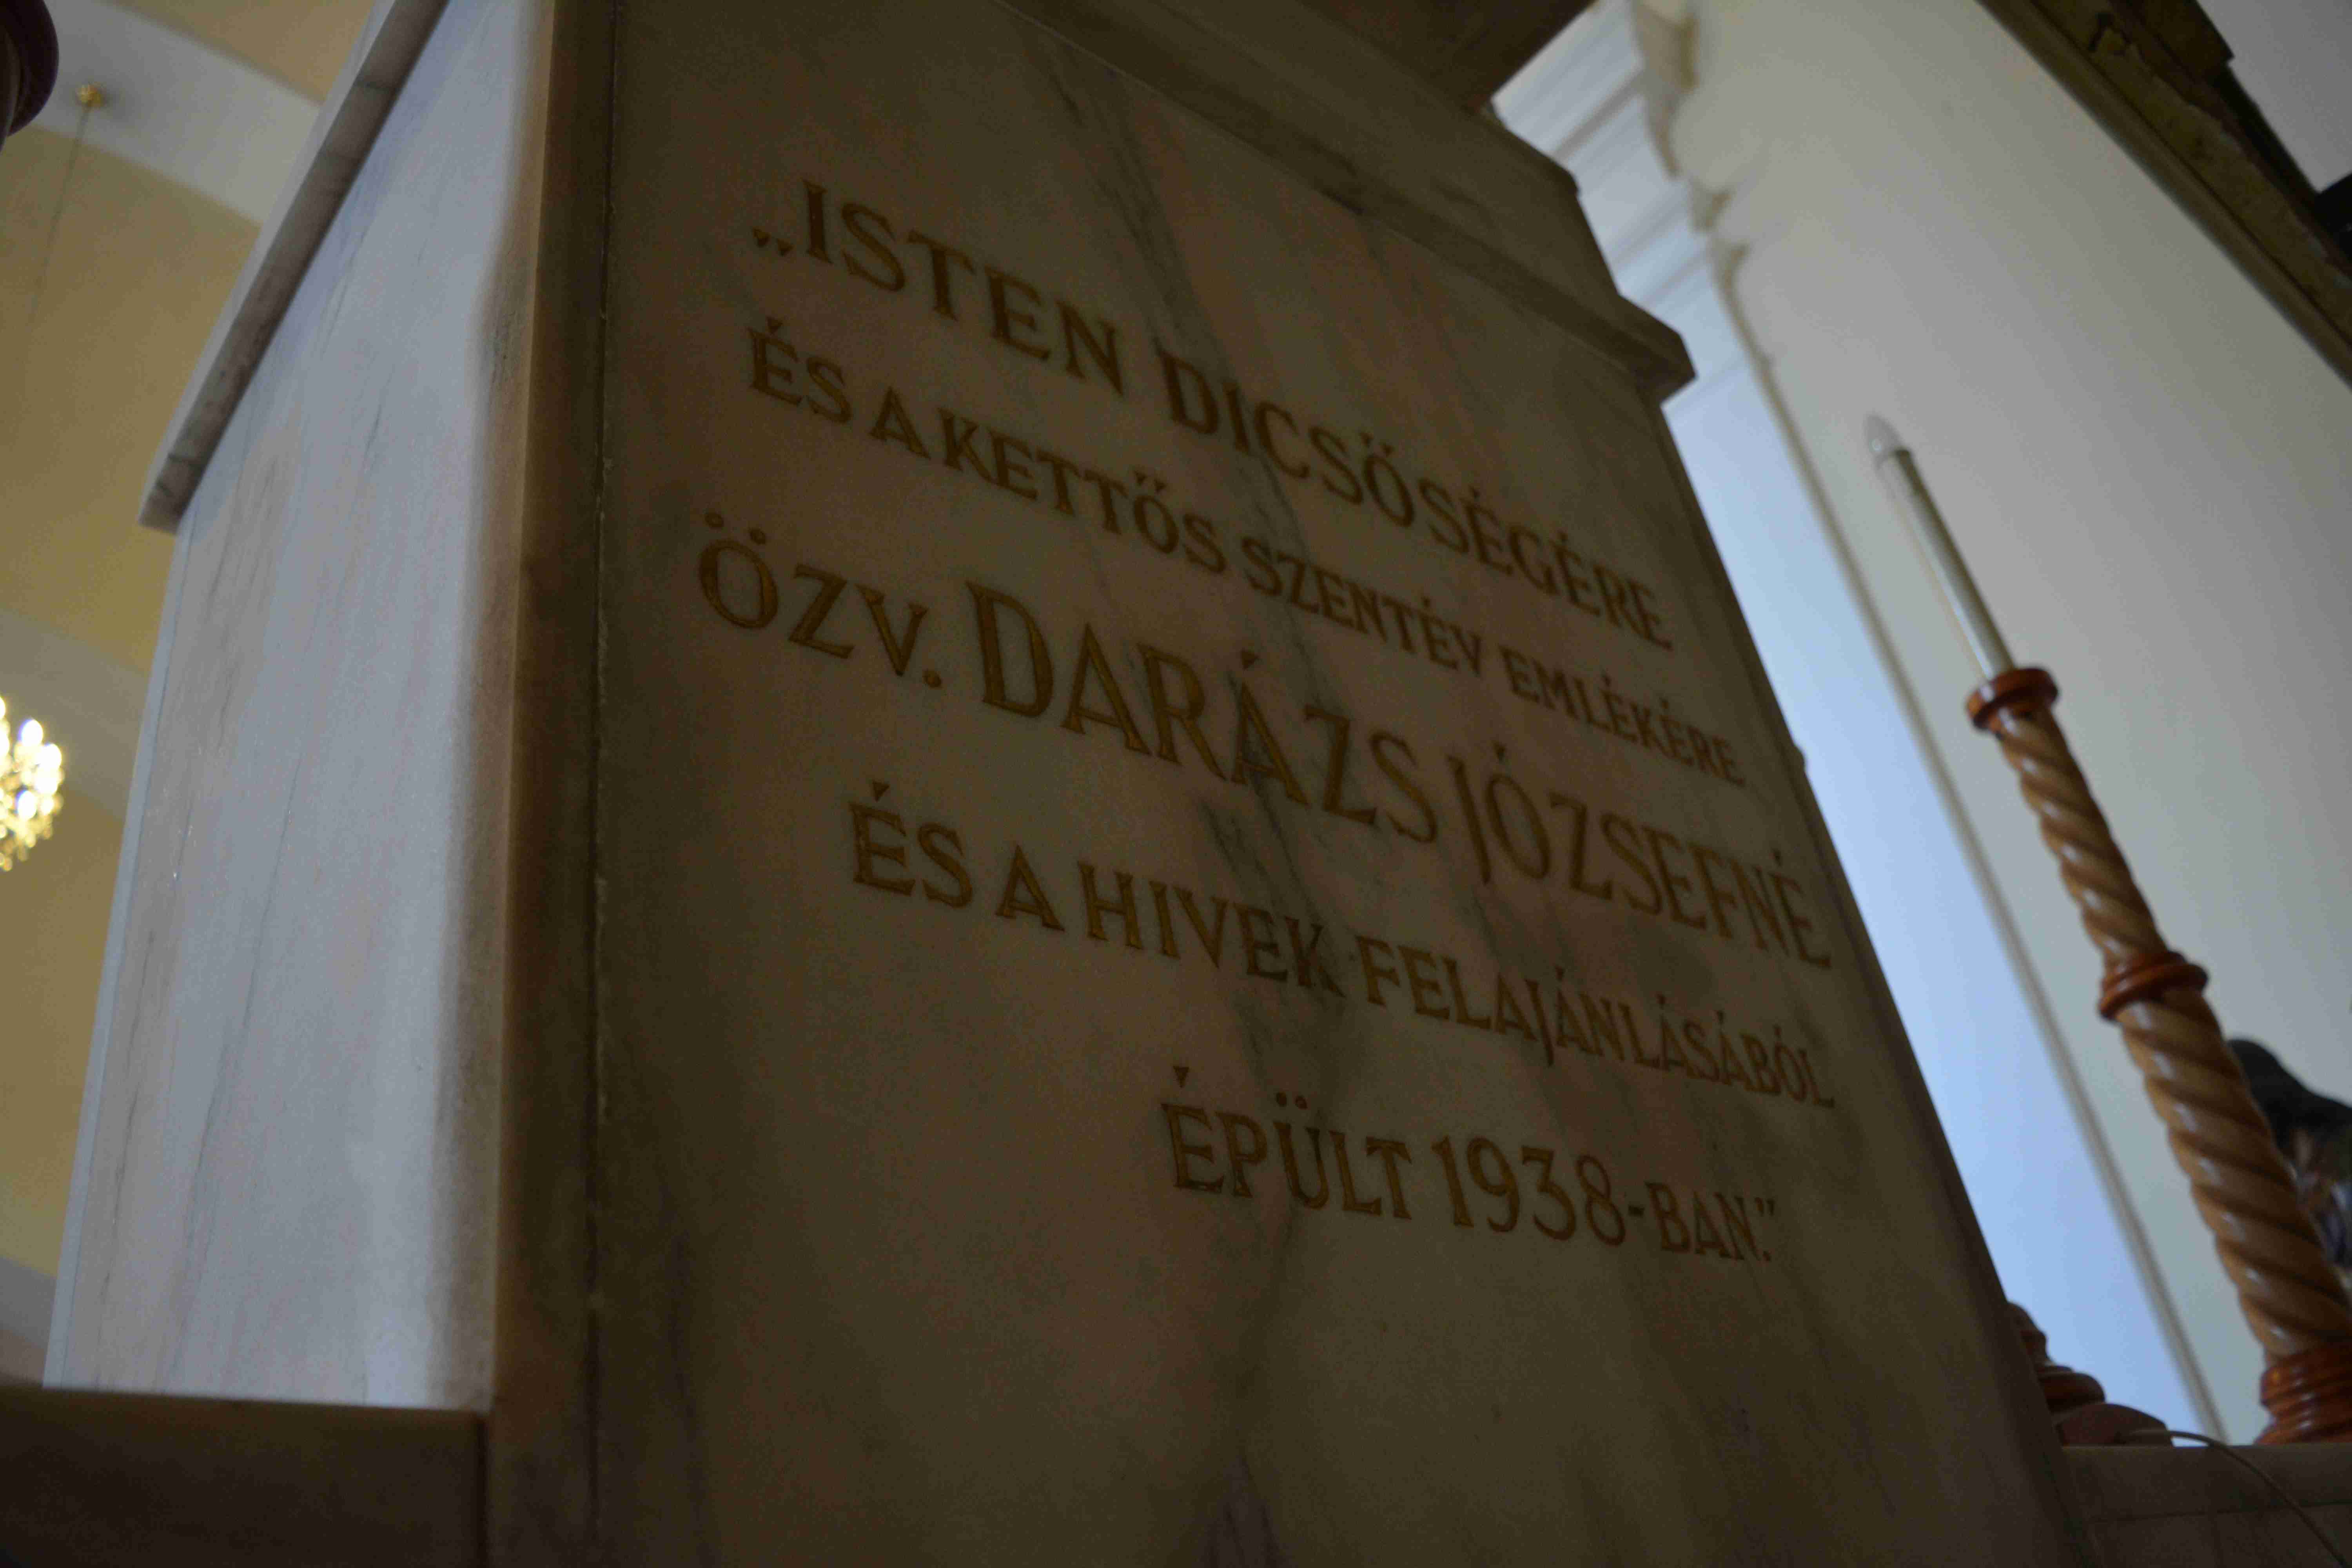 „ISTEN DICSŐSÉGÉRE
ÉS A KETTŐS SZENTÉV EMLÉKÉRE
ÖZV. DARÁZS JÓZSEFNÉ
ÉS A HIVEK FELAJÁNLÁSÁBÓL
ÉPÜLT 1938-BAN.”